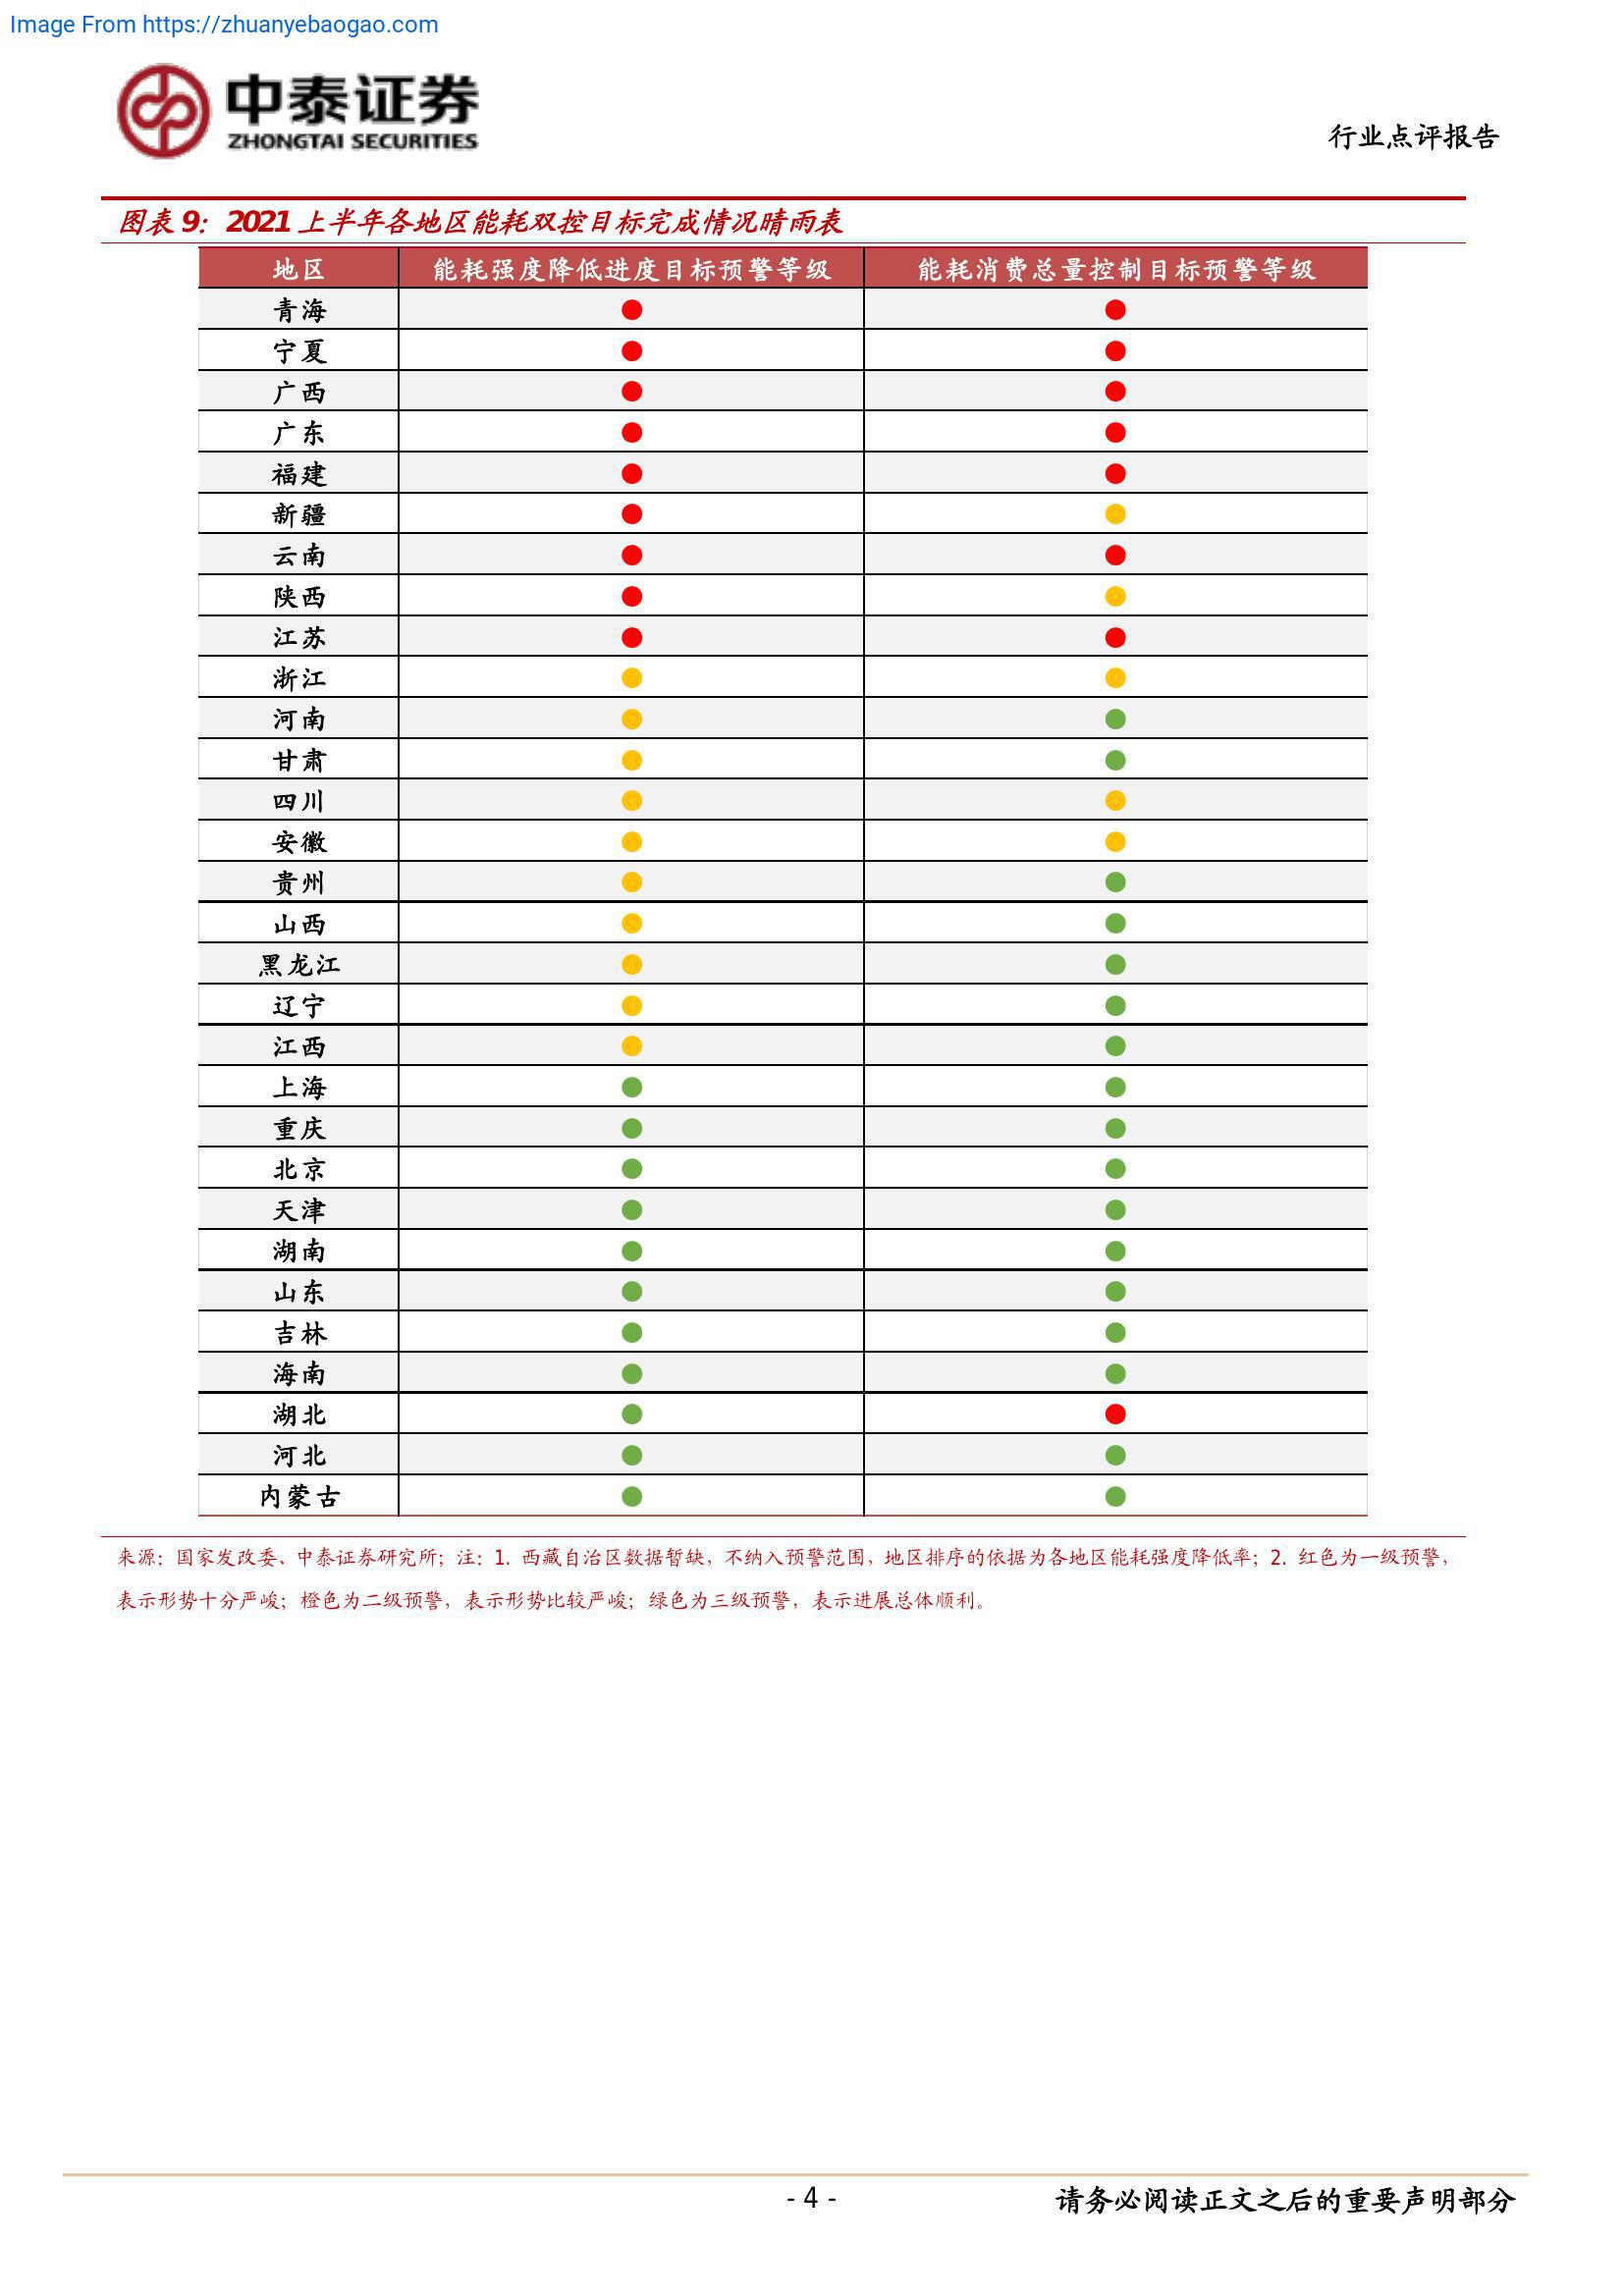 Image From https://zhuanyebaogao.com
中泰证券
ZHONGTAI SECURITIES
行业点评报告
图表 9：2021 上半年各地区能耗双控目标完成情况晴雨表
地区 能耗强度降低进度目标预警等级 能耗消费总量控制目标预警等级
青海
宁夏
广西
广东
福建
新疆
云南
陕西
江苏
浙江
河南
甘肃
四川
安徽
贵州
山西
黑龙江
辽宁
江西
上海
重庆
北京
天津
湖南
山东
吉林
海南
湖北
河北
内蒙古
来源：国家发改委、中泰证券研究所；注：1. 西藏自治区数据暂缺，不纳入预警范围，地区排序的依据为各地区能耗强度降低率；2. 红色为一级预警，
表示形势十分严峻；橙色为二级预警，表示形势比较严峻；绿色为三级预警，表示进展总体顺利。
- 4 -
请务必阅读正文之后的重要声明部分